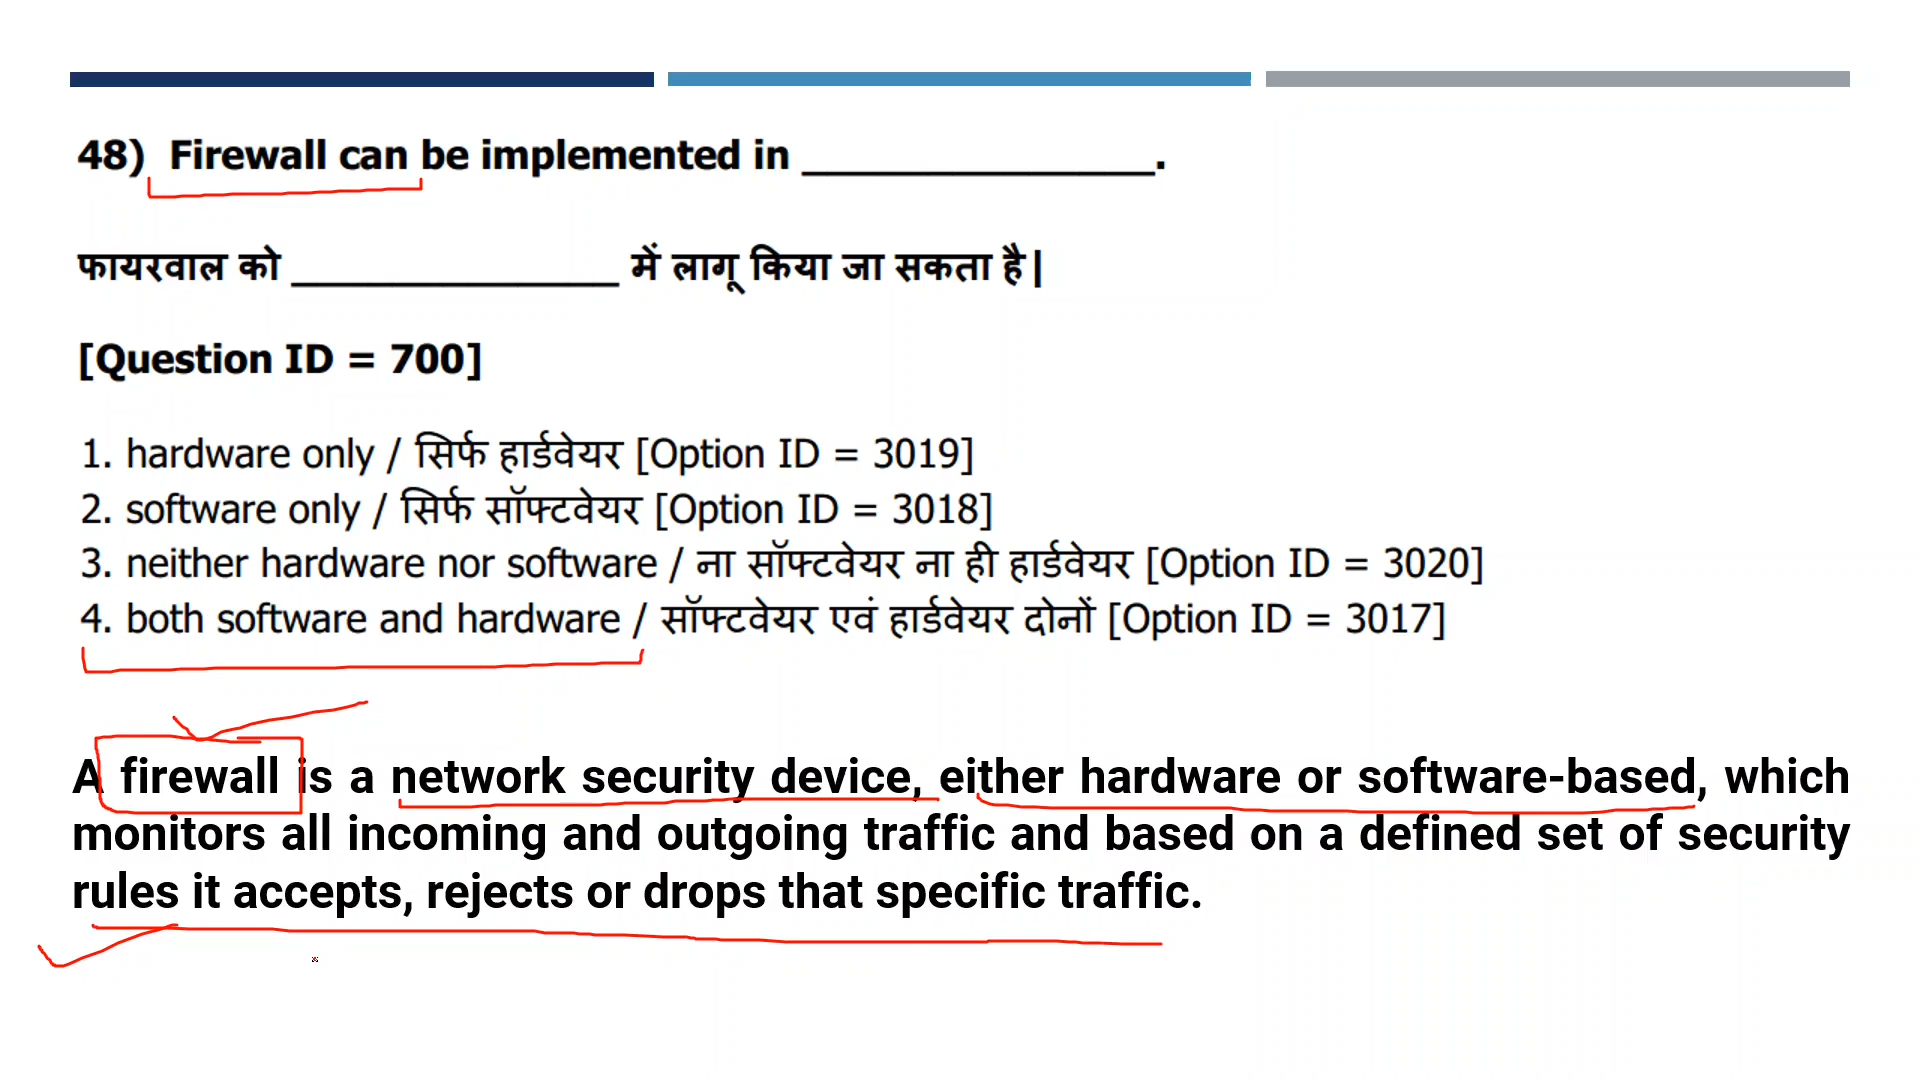 48) Firewall can be implemented in ________________.
फायरवाल को _______________ में लागू किया जा सकता है|
[Question ID = 700]
1. hardware only / सिर्फ हार्डवेयर [Option ID = 3019]
2. software only / सिर्फ सॉफ्टवेयर [Option ID = 3018]
3. neither hardware nor software / ना सॉफ्टवेयर ना ही हार्डवेयर [Option ID = 3020]
4. both software and hardware / सॉफ्टवेयर एवं हार्डवेयर दोनों [Option ID = 3017]
A firewall is a network security device, either hardware or software-based, which
monitors all incoming and outgoing traffic and based on a defined set of security
rules it accepts, rejects or drops that specific traffic.